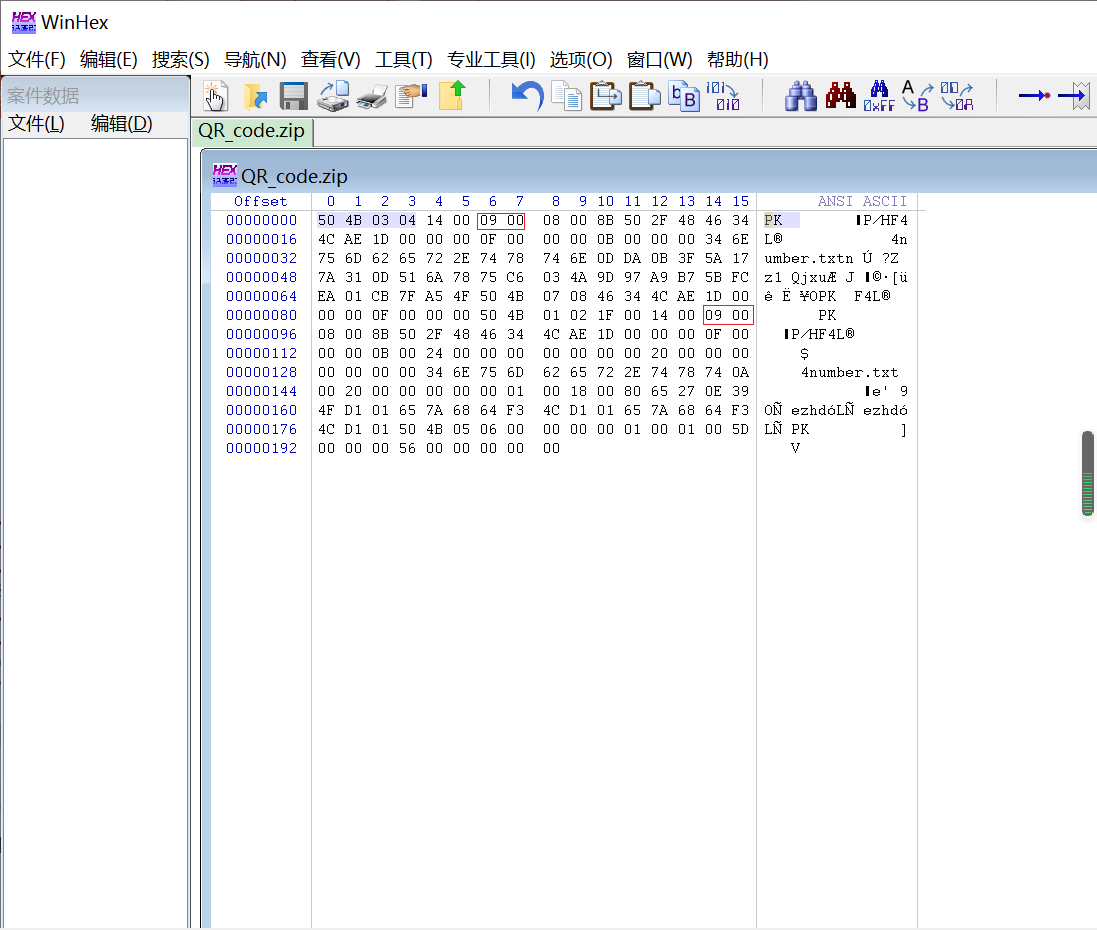 WinHex
文件(F) 编辑(E) 搜索(S) 导航(N) 查看(V) 工具(T) 专业工具(I) 选项(O) 窗口(W) 帮助(H)
案件数据
文件(L) 编辑(D)
QR_code.zip
QR_code.zip
Offset 0 1 2 3 4 5 6 7 8 9 10 11 12 13 14 15 ANSI ASCII
00000000 50 4B 03 04 14 00 09 00 08 00 8B 50 2F 48 46 34 PK P/HF4
00000016 4C AE 1D 00 00 00 0F 00 00 00 0B 00 00 00 34 6E L® 4n
00000032 75 6D 62 65 72 2E 74 78 74 6E 0D DA 0B 3F 5A 17 umber.txtn Ú ?Z
00000048 7A 31 0D 51 6A 78 75 C6 03 4A 9D 97 A9 B7 5B FC z1 QjxuÆ J ©·[ü
00000064 EA 01 CB 7F A5 4F 50 4B 07 08 46 34 4C AE 1D 00 ê Ë ¥OPK F4L®
00000080 00 00 0F 00 00 00 50 4B 01 02 1F 00 14 00 09 00 PK
00000096 08 00 8B 50 2F 48 46 34 4C AE 1D 00 00 00 0F 00 P/HF4L®
00000112 00 00 0B 00 24 00 00 00 00 00 00 00 20 00 00 00 $
00000128 00 00 00 00 34 6E 75 6D 62 65 72 2E 74 78 74 0A 4number.txt
00000144 00 20 00 00 00 00 00 01 00 18 00 80 65 27 0E 39 e' 9
00000160 4F D1 01 65 7A 68 64 F3 4C D1 01 65 7A 68 64 F3 OÑ ezhdóLÑ ezhdó
00000176 4C D1 01 50 4B 05 06 00 00 00 00 01 00 01 00 5D LÑ PK ]
00000192 00 00 00 56 00 00 00 00 00 V